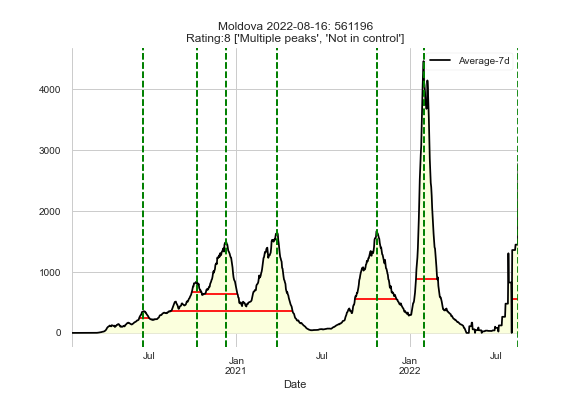 Moldova 2022-08-16: 561196
Rating:8 ['Multiple peaks', 'Not in control']
Average-7d
4000
3000
2000
1000
0
Jul
Jan
2021
Jul
Jan
2022
Jul
Date